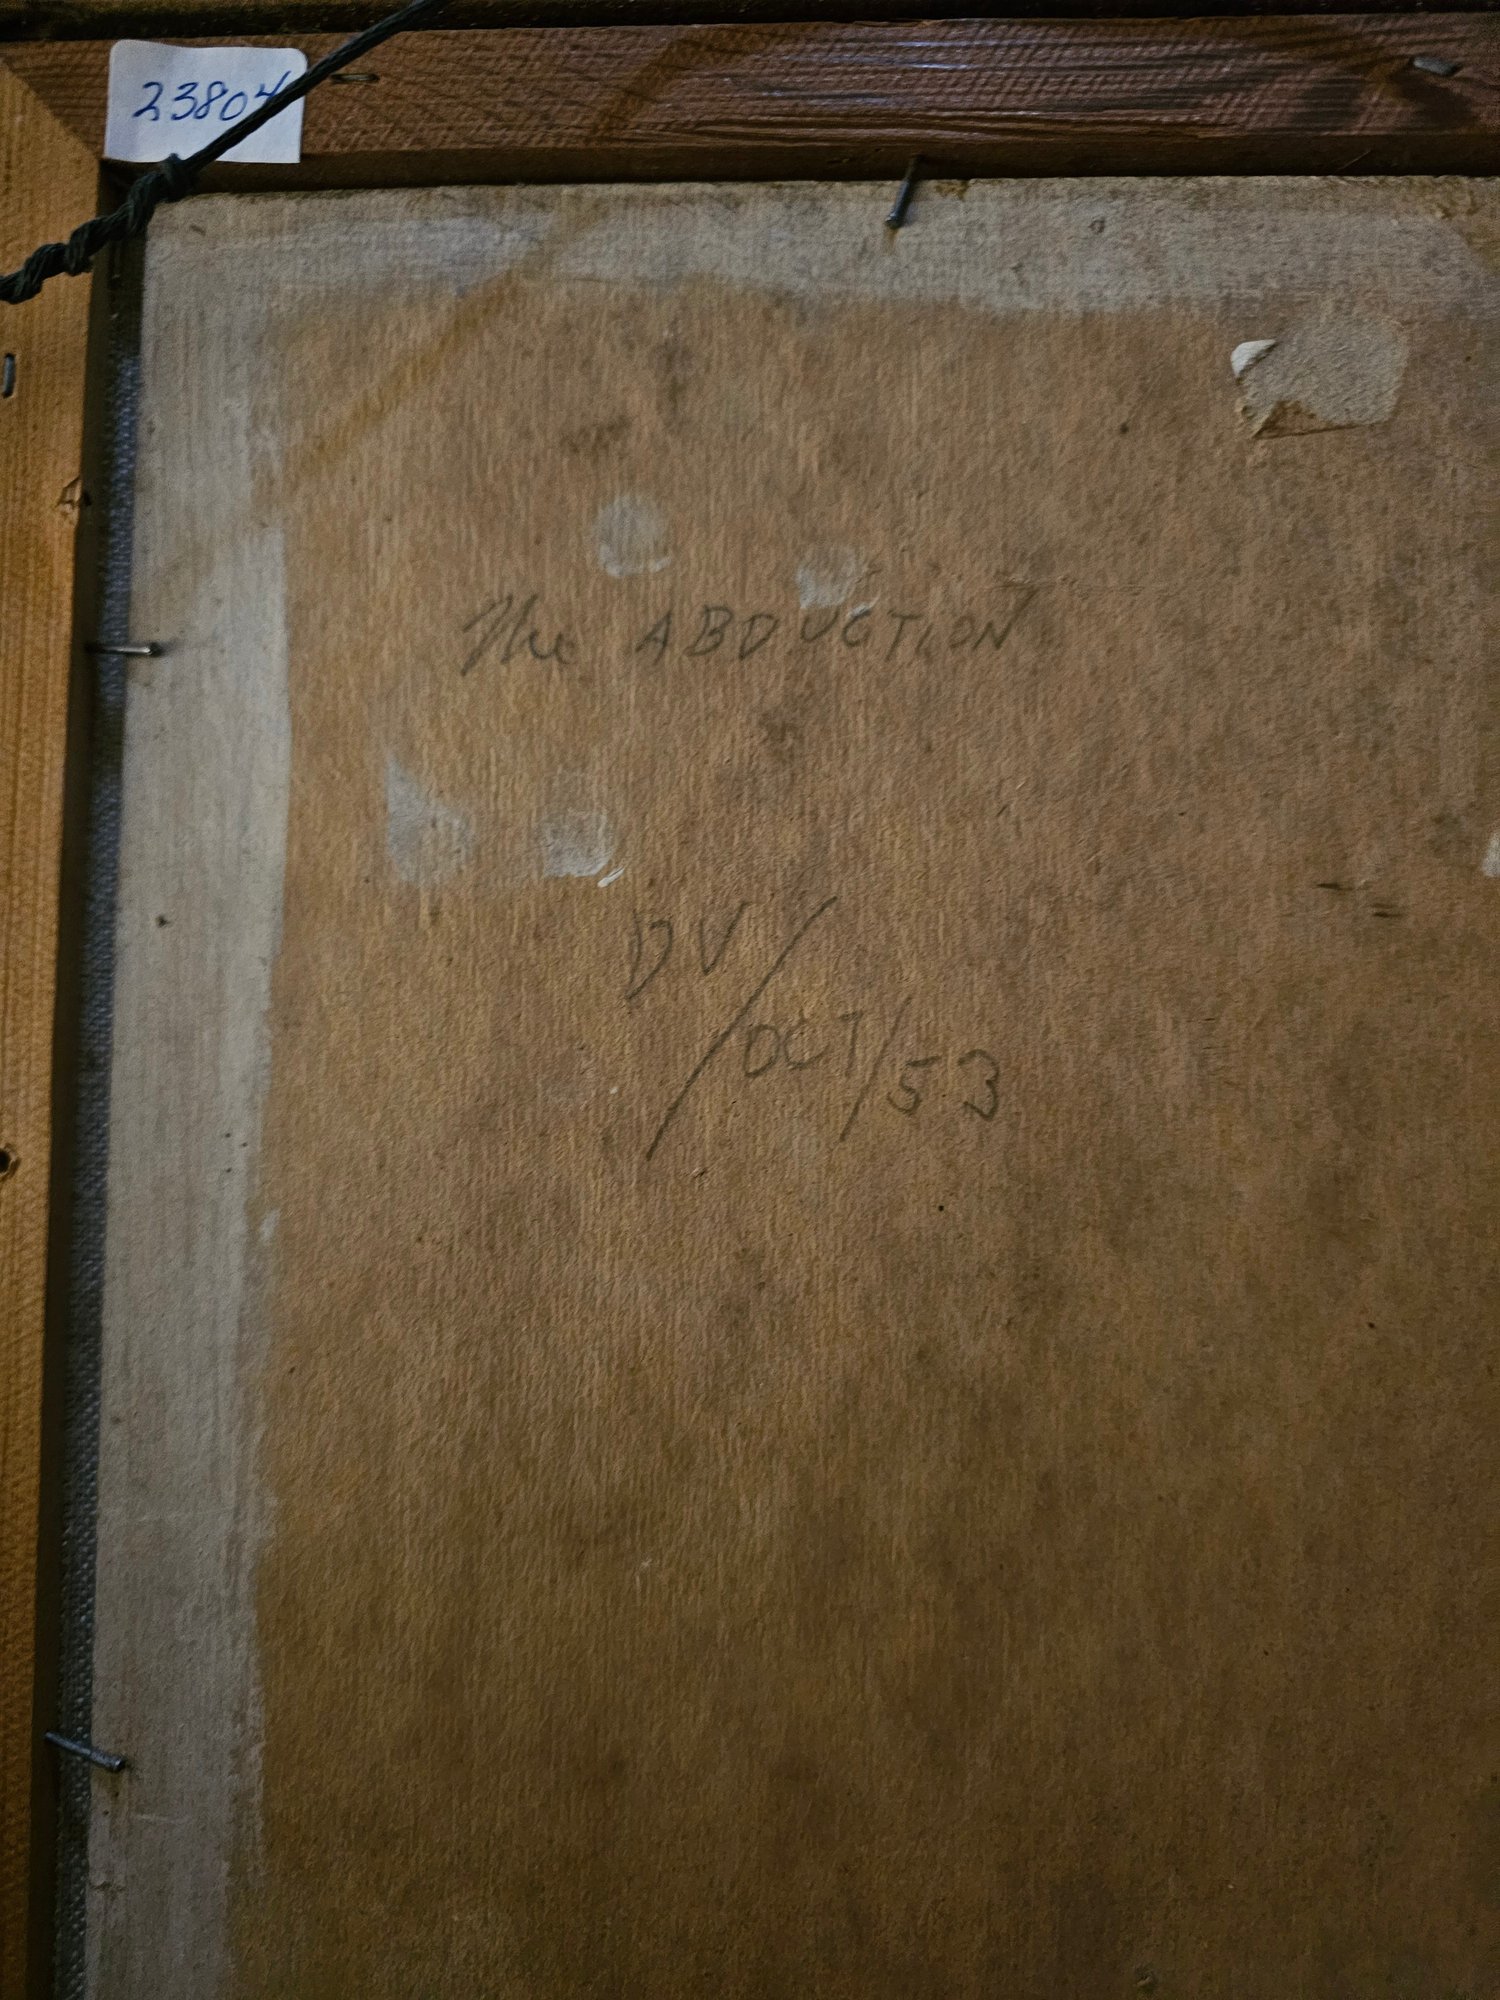 23804
The ABDUCTION
DV/
OCT/53